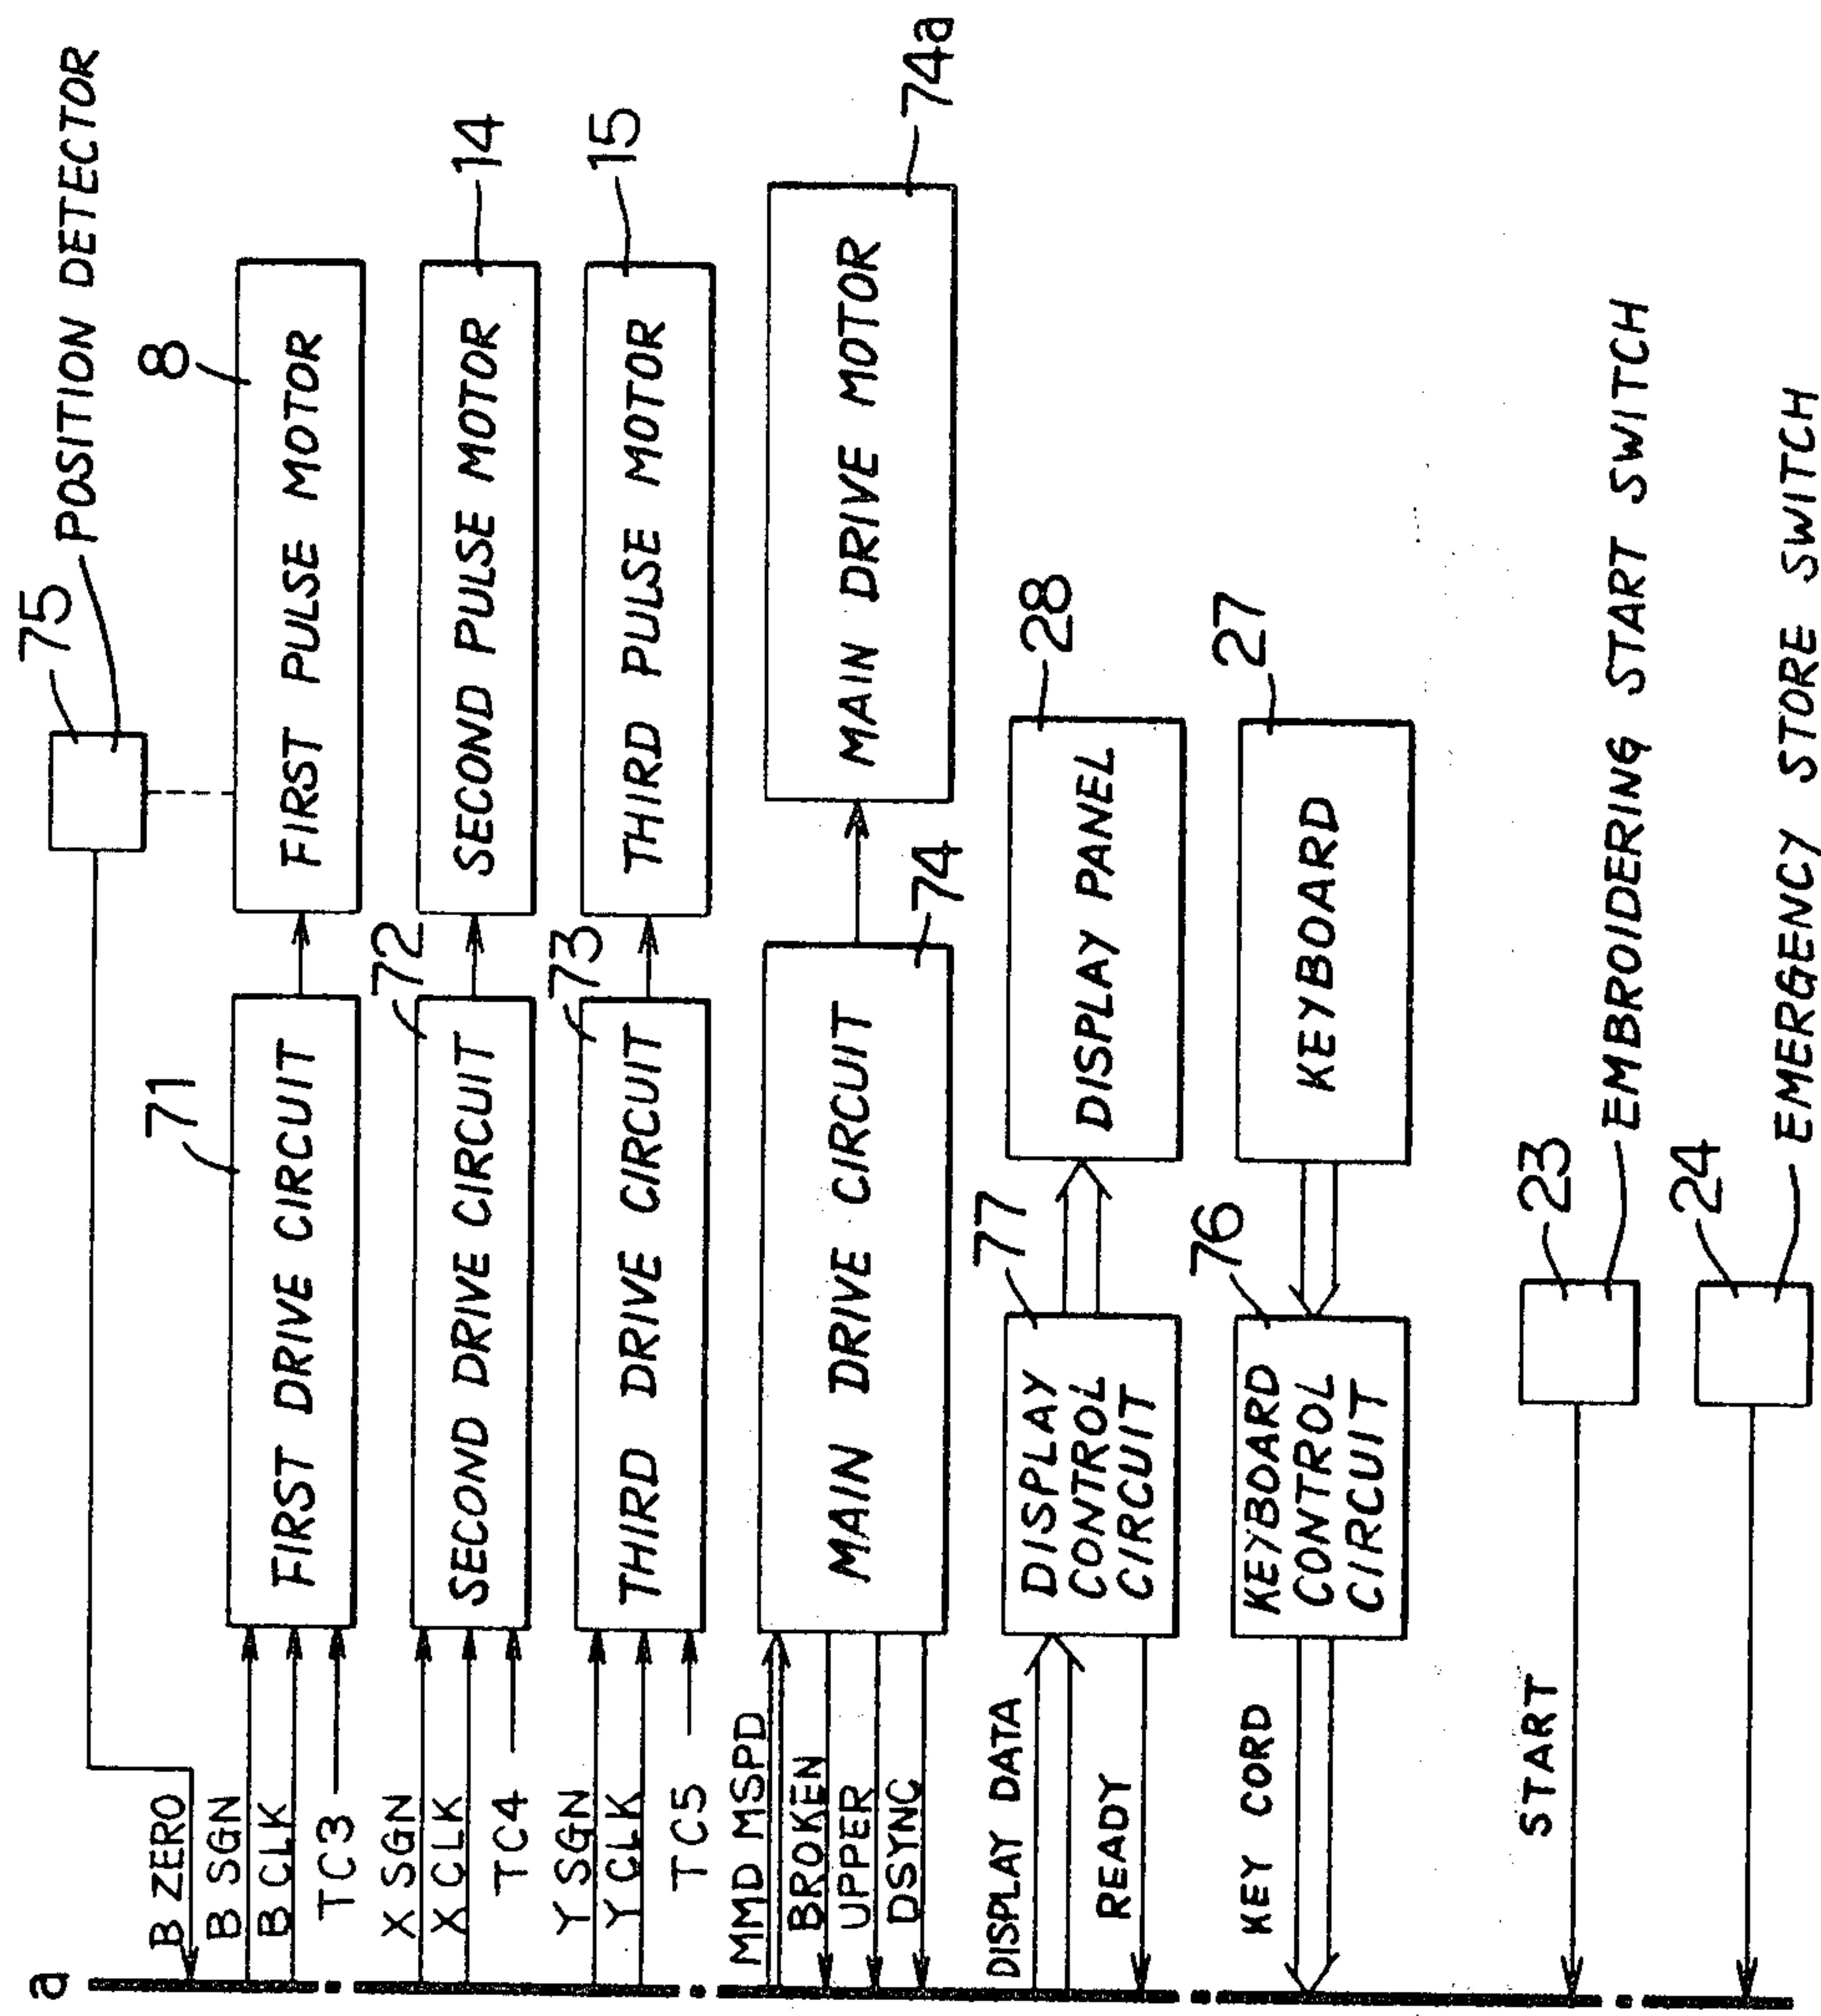 a
75
POSITION DETECTOR
B ZERO
B SGN
B CLK
TC3
71
FIRST DRIVE CIRCUIT
8
FIRST PULSE MOTOR
X SGN
X CLK
TC4
72
SECOND DRIVE CIRCUIT
14
SECOND PULSE MOTOR
Y SGN
Y CLK
TC5
73
THIRD DRIVE CIRCUIT
15
THIRD PULSE MOTOR
MMD MSPD
BROKEN
UPPER
DSYNC
MAIN DRIVE CIRCUIT
74
MAIN DRIVE MOTOR
74a
DISPLAY DATA
READY
77
DISPLAY
CONTROL
CIRCUIT
28
DISPLAY PANEL
KEY CORD
76
KEYBOARD
CONTROL
CIRCUIT
27
KEYBOARD
START
23
EMBROIDERING START SWITCH
24
EMERGENCY STORE SWITCH